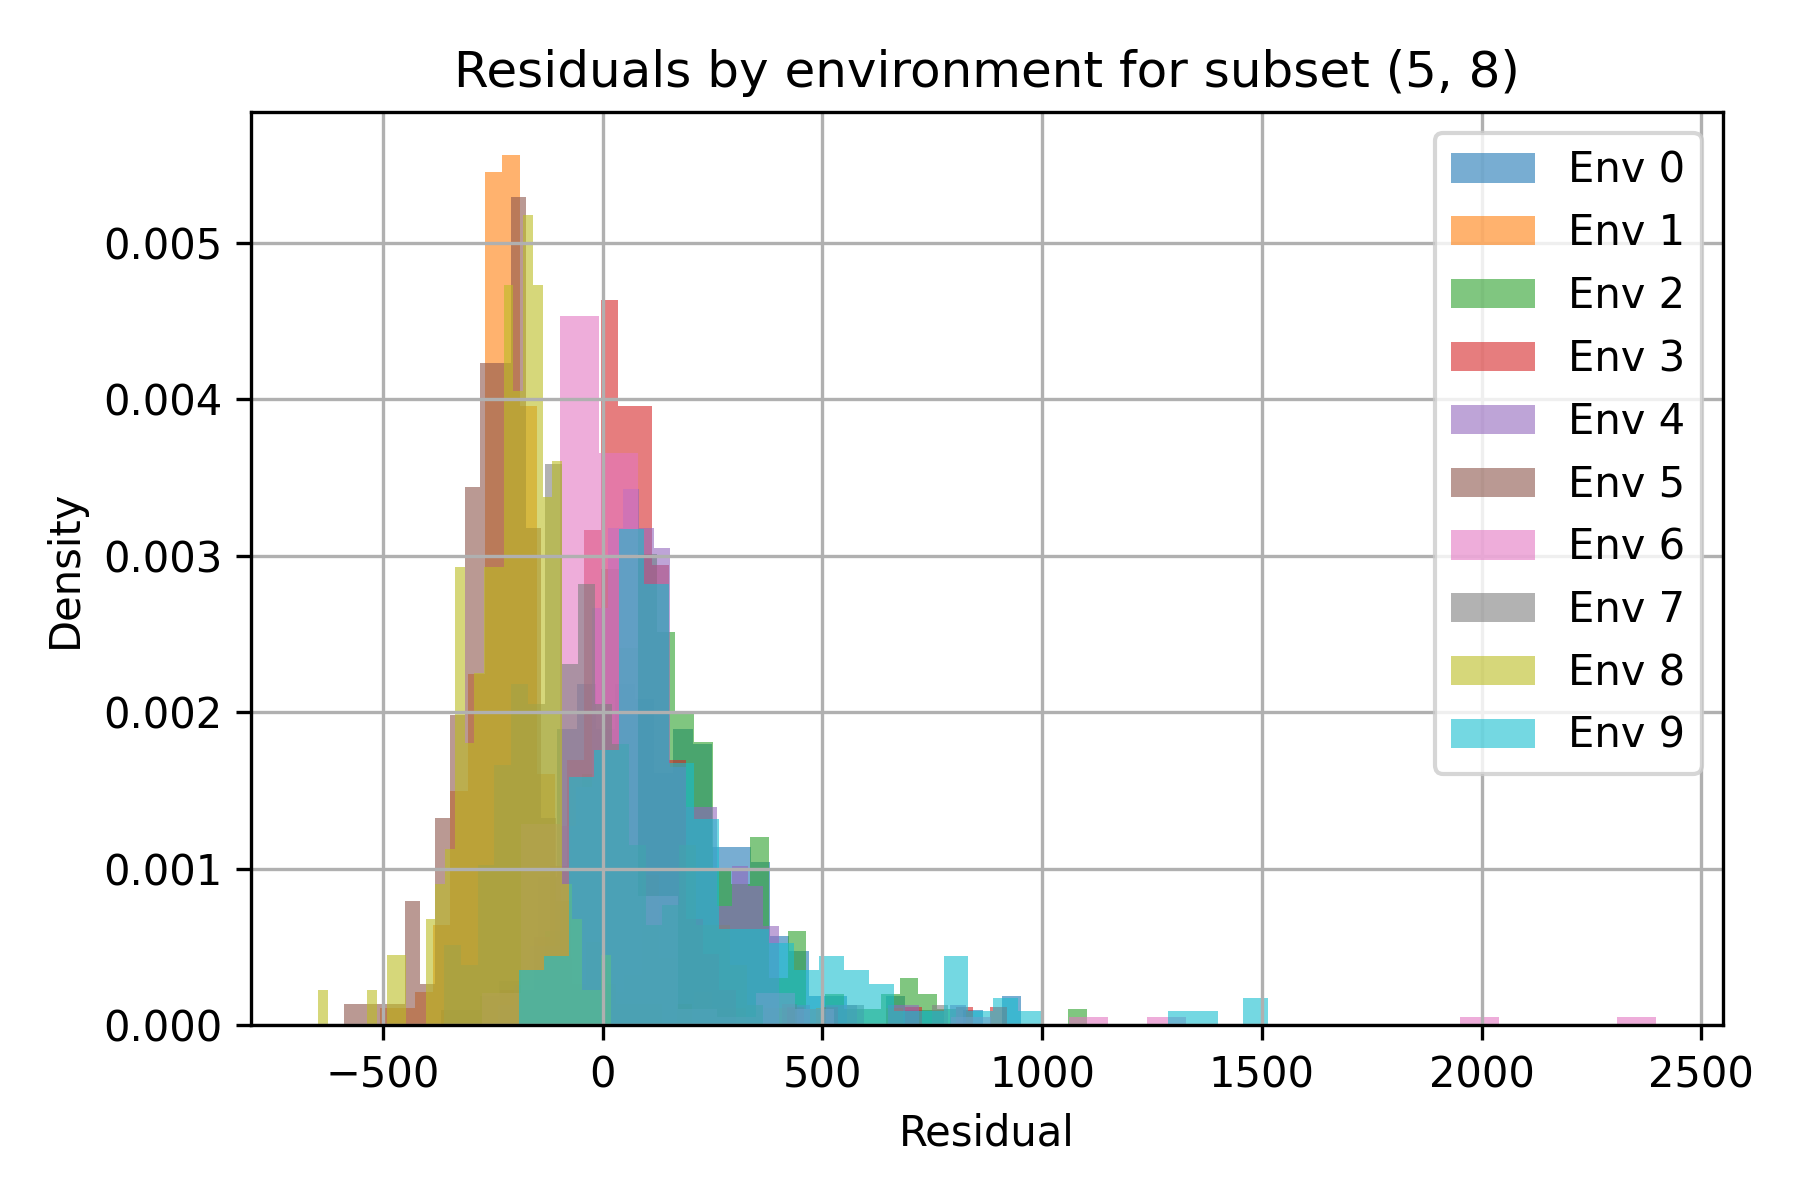 Residuals by environment for subset (5, 8)
Env 0
Env 1
Env 2
Env 3
Env 4
Env 5
Env 6
Env 7
Env 8
Env 9
Density
0.005
0.004
0.003
0.002
0.001
0.000
−500 0 500 1000 1500 2000 2500
Residual